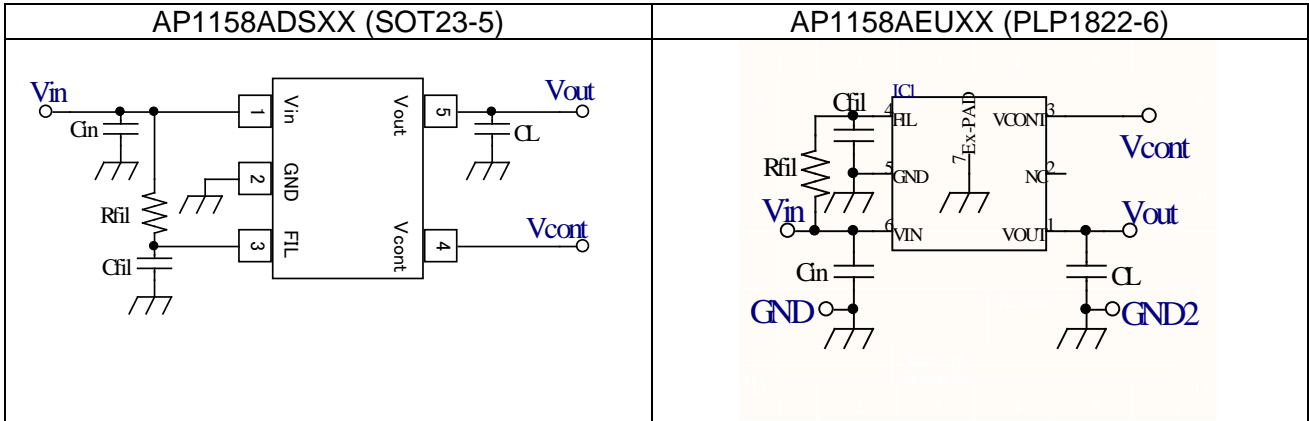 AP1158ADSXX (SOT23-5)
AP1158AEUXX (PLP1822-6)
Vin
Cin
Rfil
Cfil
1
Vin
2
GND
3
FIL
Vout
5
Vcont
4
Vout
CL
Vcont
IC1
Cfil
4
FIL
Rfil
5
GND
Vin
6
VIN
Cin
GND
7
Ex-PAD
VCONT
3
Vcont
NC
2
VOUT
1
Vout
CL
GND2